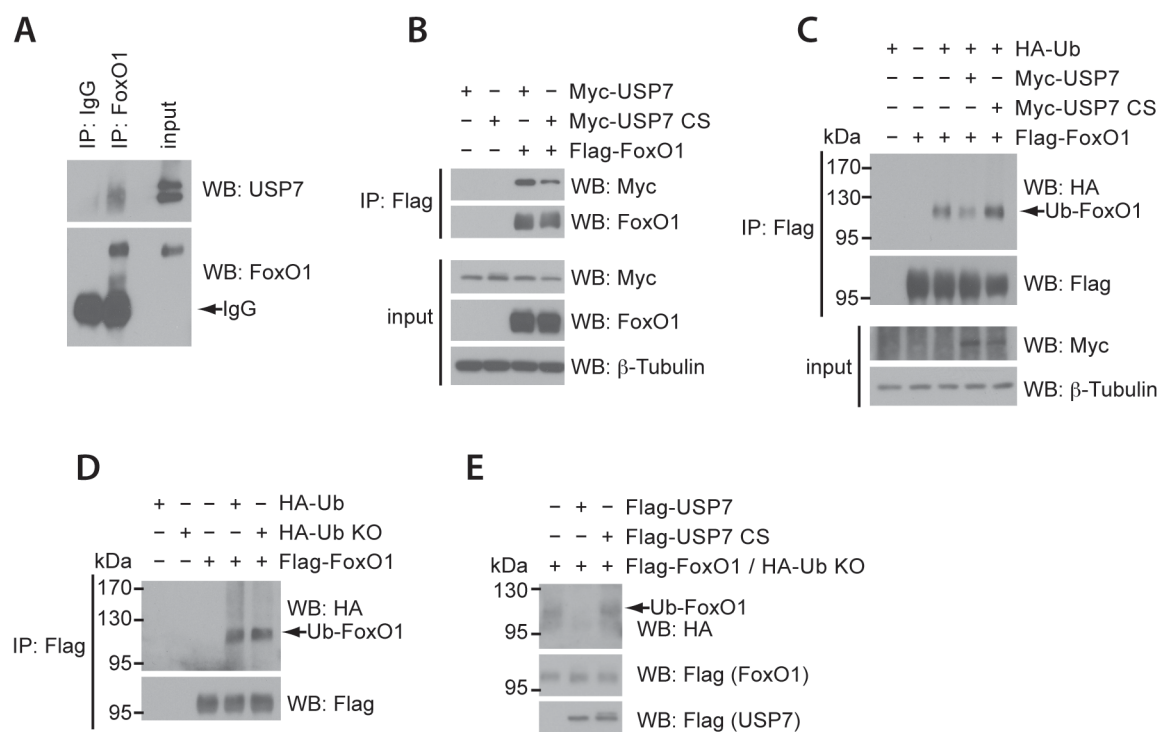 A
IP: IgG
IP: FoxO1
input
WB: USP7
WB: FoxO1
IgG
B
+ – + – Myc-USP7
– + – + Myc-USP7 CS
– – + + Flag-FoxO1
IP: Flag
WB: Myc
WB: FoxO1
input
WB: Myc
WB: FoxO1
WB: β-Tubulin
C
+ – + + + HA-Ub
– – – + – Myc-USP7
– – – – + Myc-USP7 CS
kDa – + + + + Flag-FoxO1
170
130
95
IP: Flag
WB: HA
Ub-FoxO1
95
WB: Flag
input
WB: Myc
WB: β-Tubulin
D
+ – – + – HA-Ub
– + – – + HA-Ub KO
kDa – – + + + Flag-FoxO1
170
130
95
IP: Flag
WB: HA
Ub-FoxO1
95
WB: Flag
E
– + – Flag-USP7
– – + Flag-USP7 CS
kDa + + + Flag-FoxO1 / HA-Ub KO
130
95
Ub-FoxO1
WB: HA
95
WB: Flag (FoxO1)
WB: Flag (USP7)